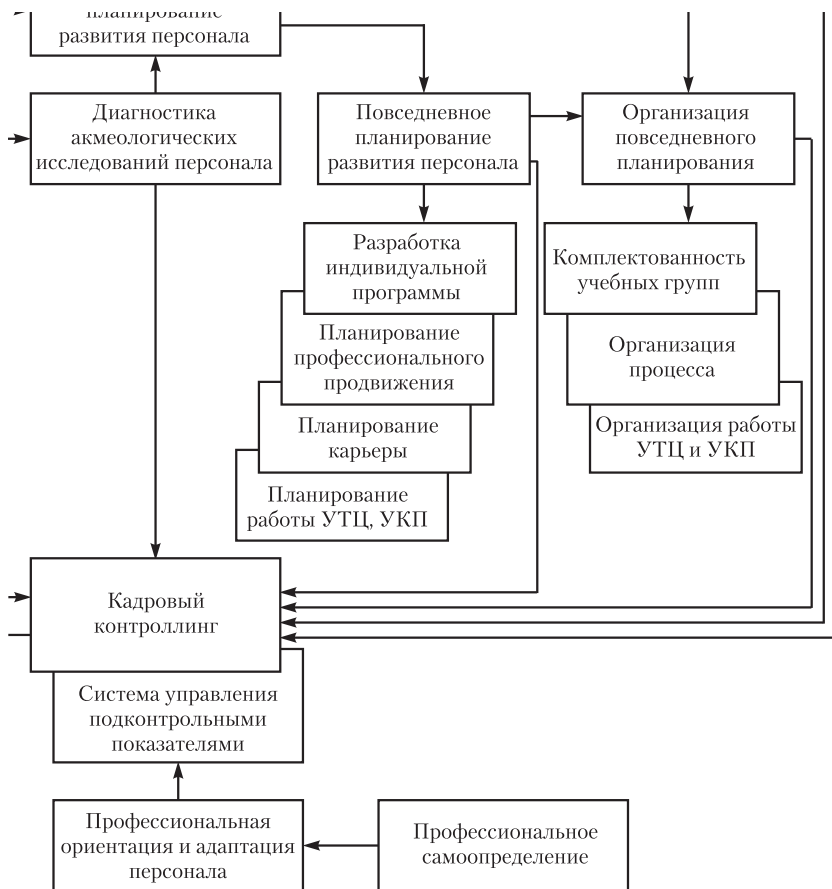 планирование
развития персонала
Диагностика
акмеологических
исследований персонала
Повседневное
планирование
развития персонала
Организация
повседневного
планирования
Разработка
индивидуальной
программы
Планирование
профессионального
продвижения
Планирование
карьеры
Планирование
работы УТЦ, УКП
Комплектованность
учебных групп
Организация
процесса
Организация работы
УТЦ и УКП
Кадровый
контроллинг
Система управления
подконтрольными
показателями
Профессиональная
ориентация и адаптация
персонала
Профессиональное
самоопределение